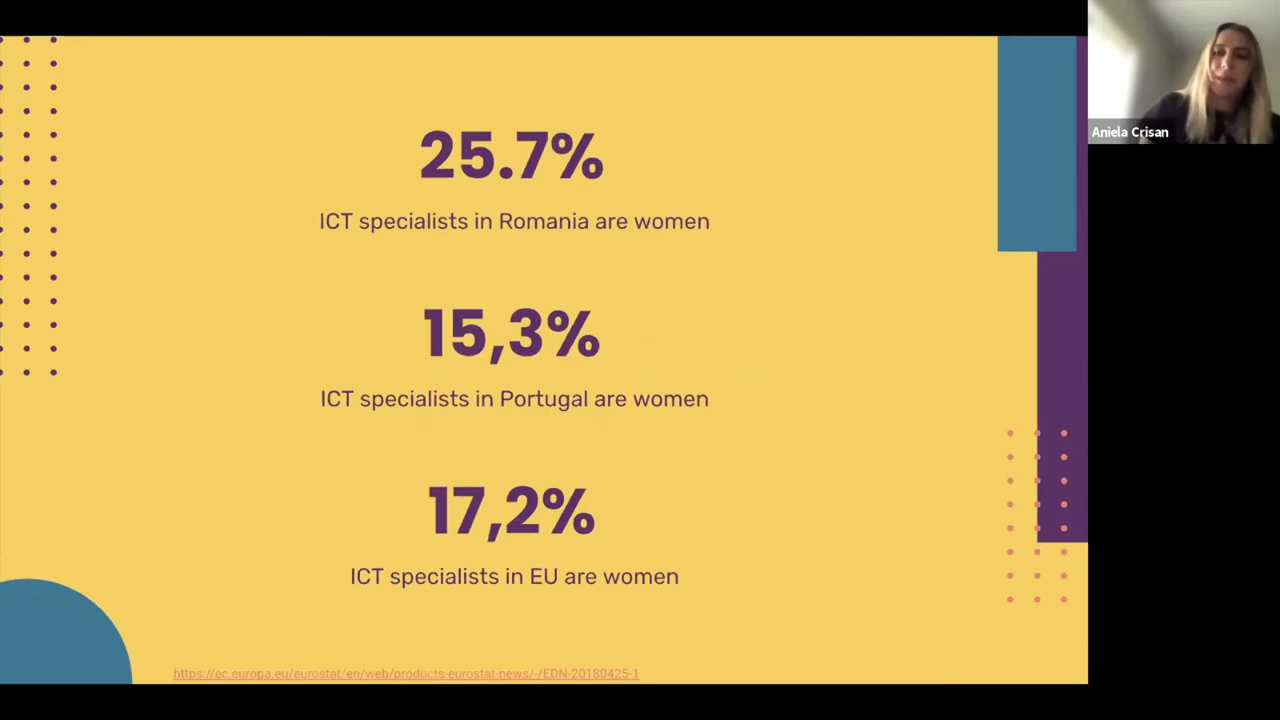 25.7%
ICT specialists in Romania are women
15,3%
ICT specialists in Portugal are women
17,2%
ICT specialists in EU are women
https://ec.europa.eu/eurostat/en/web/products-eurostat-news/-/EDN-20180425-1
Aniela Crisan